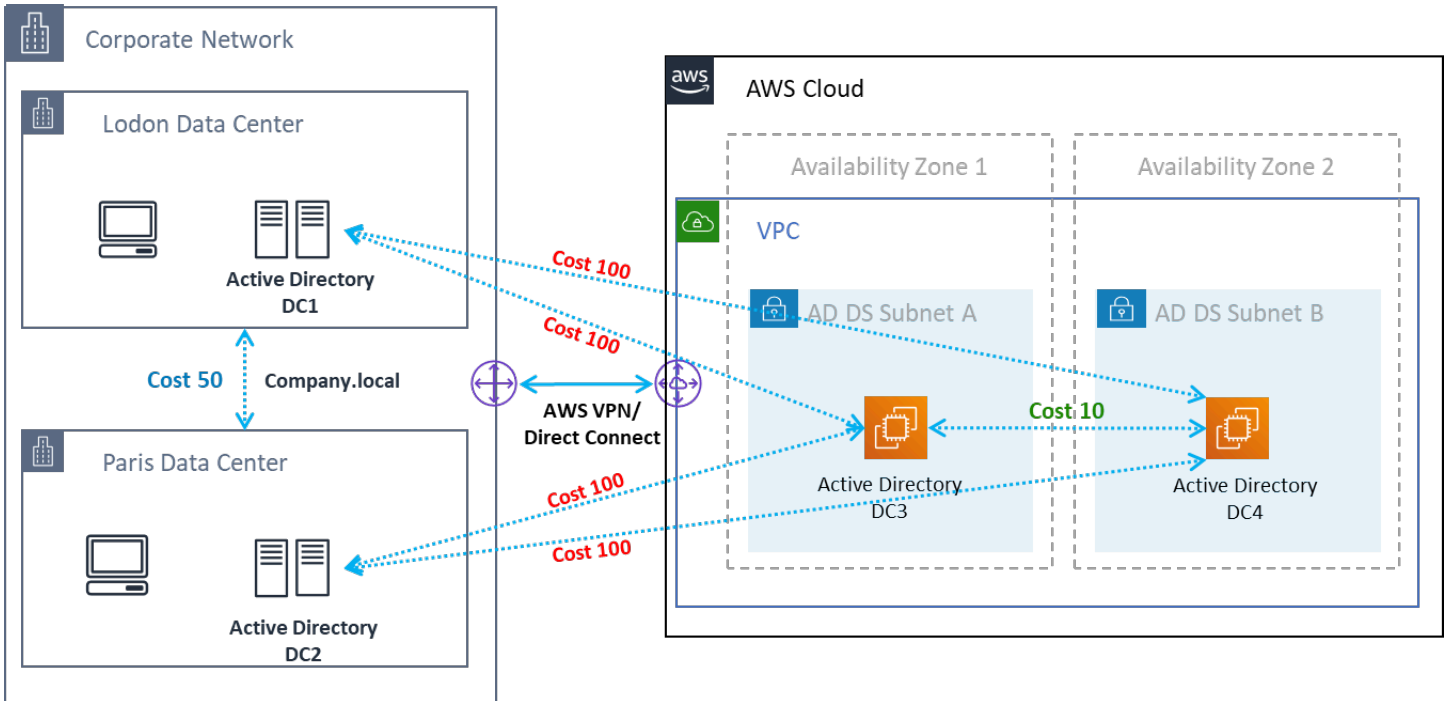 Corporate Network
Lodon Data Center
Active Directory
DC1
Cost 50
Company.local
Paris Data Center
Active Directory
DC2
AWS VPN/
Direct Connect
Cost 100
Cost 100
Cost 100
Cost 100
aws
AWS Cloud
Availability Zone 1
Availability Zone 2
VPC
AD DS Subnet A
AD DS Subnet B
Cost 10
Active Directory
DC3
Active Directory
DC4